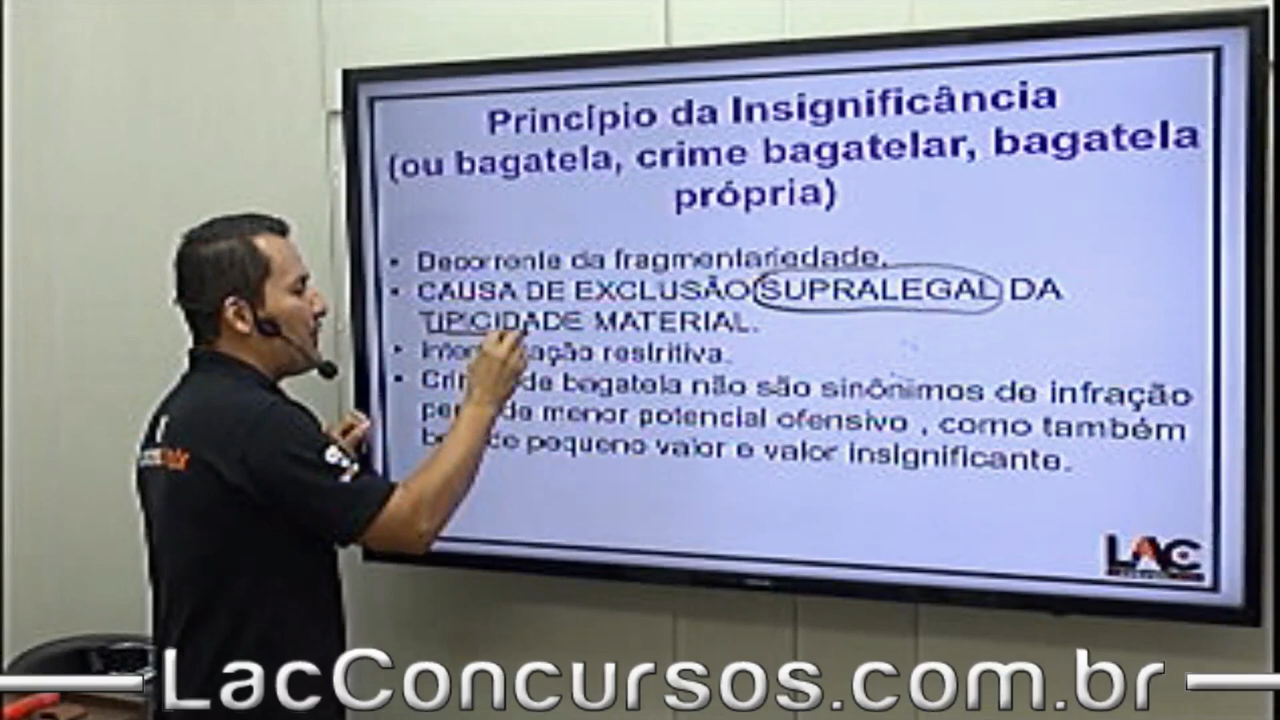 Princípio da Insignificância
(ou bagatela, crime bagatelar, bagatela
própria)
• Decorrente da fragmentariedade.
• CAUSA DE EXCLUSÃO SUPRALEGAL DA
TIPICIDADE MATERIAL.
• restritiva.
• de bagatela não são sinônimos de infração
de menor potencial ofensivo , como também
de pequeno valor e valor insignificante.
LAC
LacConcursos.com.br